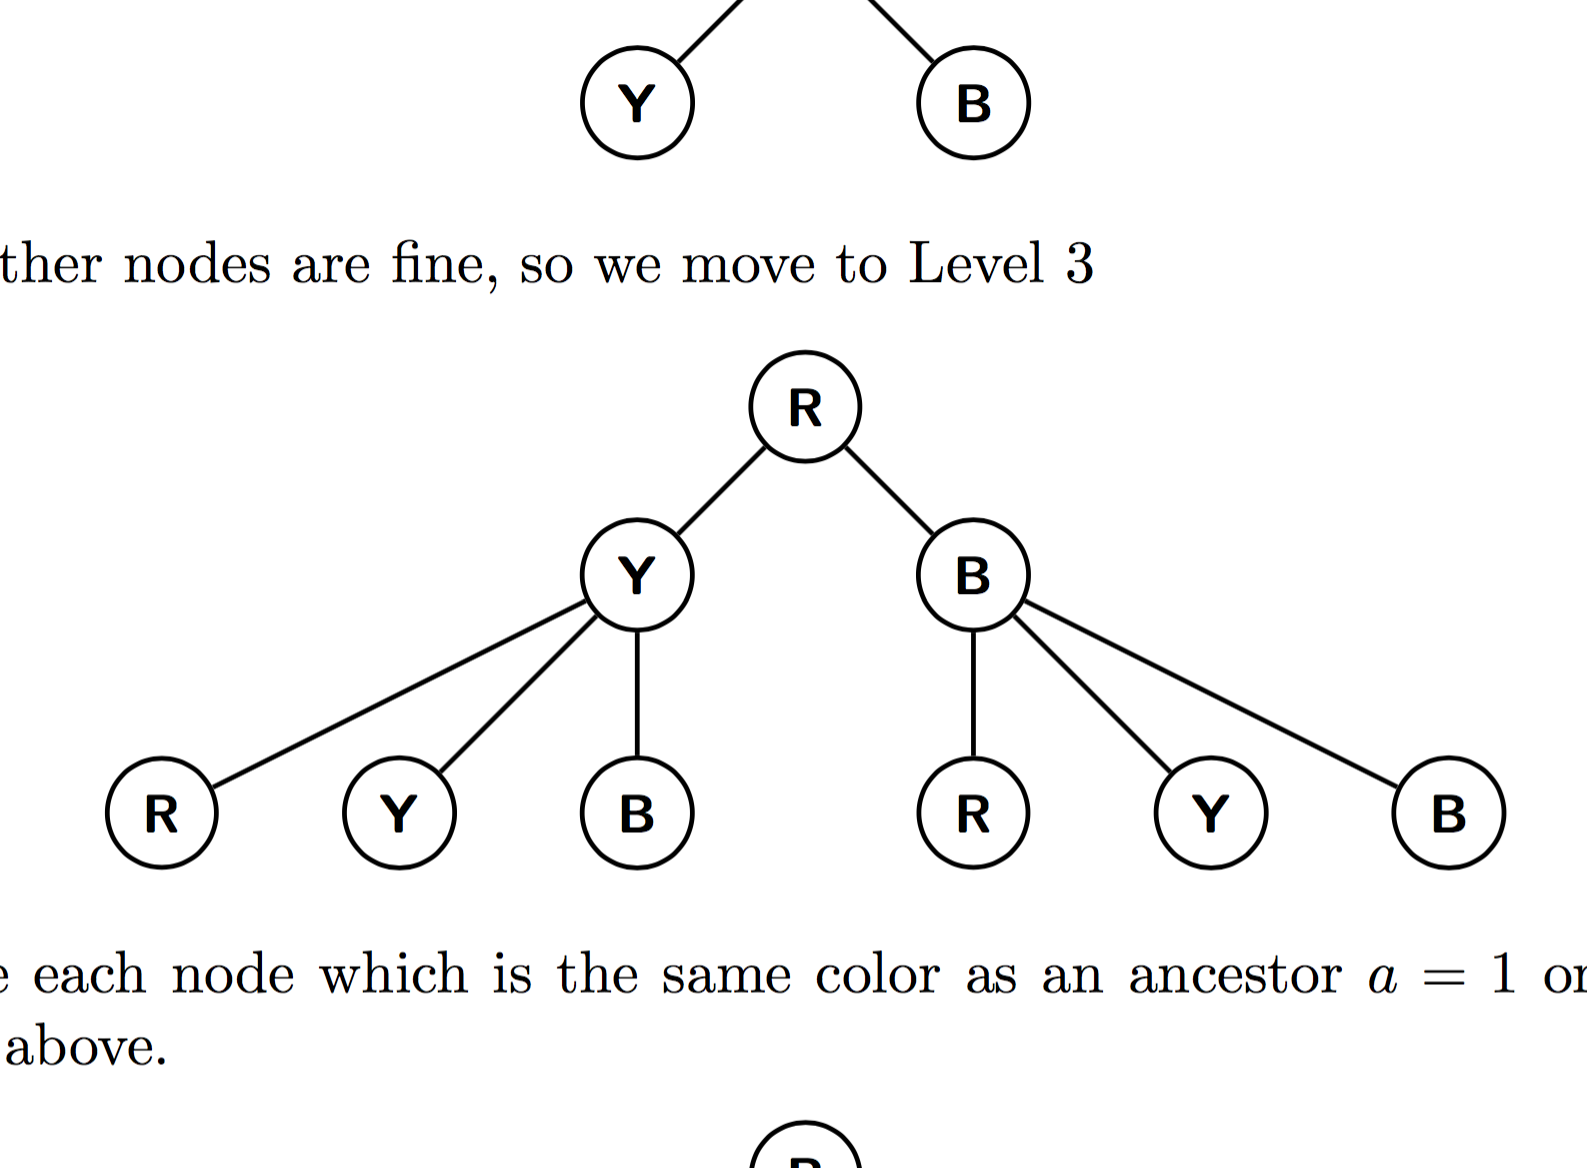 Y B
ther nodes are fine, so we move to Level 3
R
Y B
R Y B R Y B
each node which is the same color as an ancestor a = 1 or
above.